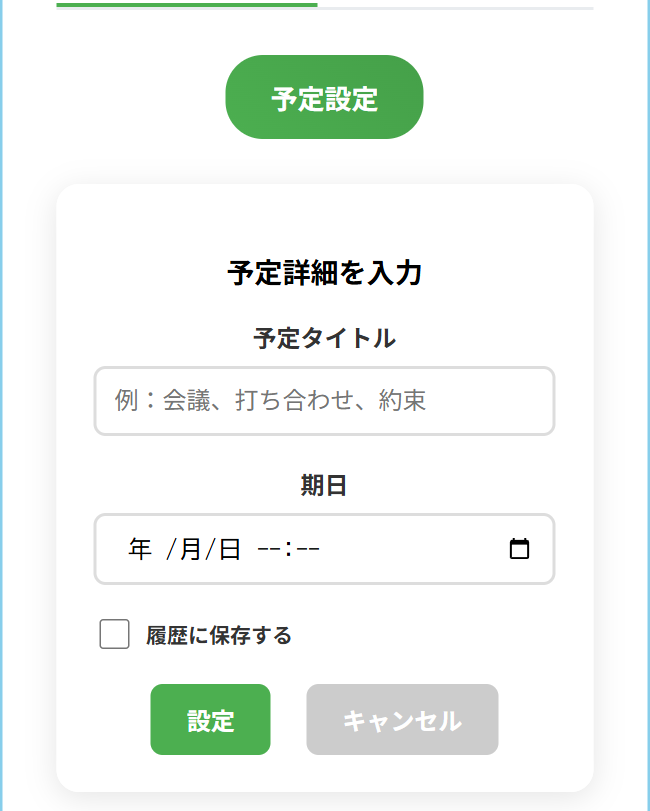 予定設定
予定詳細を入力
予定タイトル
例：会議、打ち合わせ、約束
期日
年 /月/日 --:--
履歴に保存する
設定
キャンセル